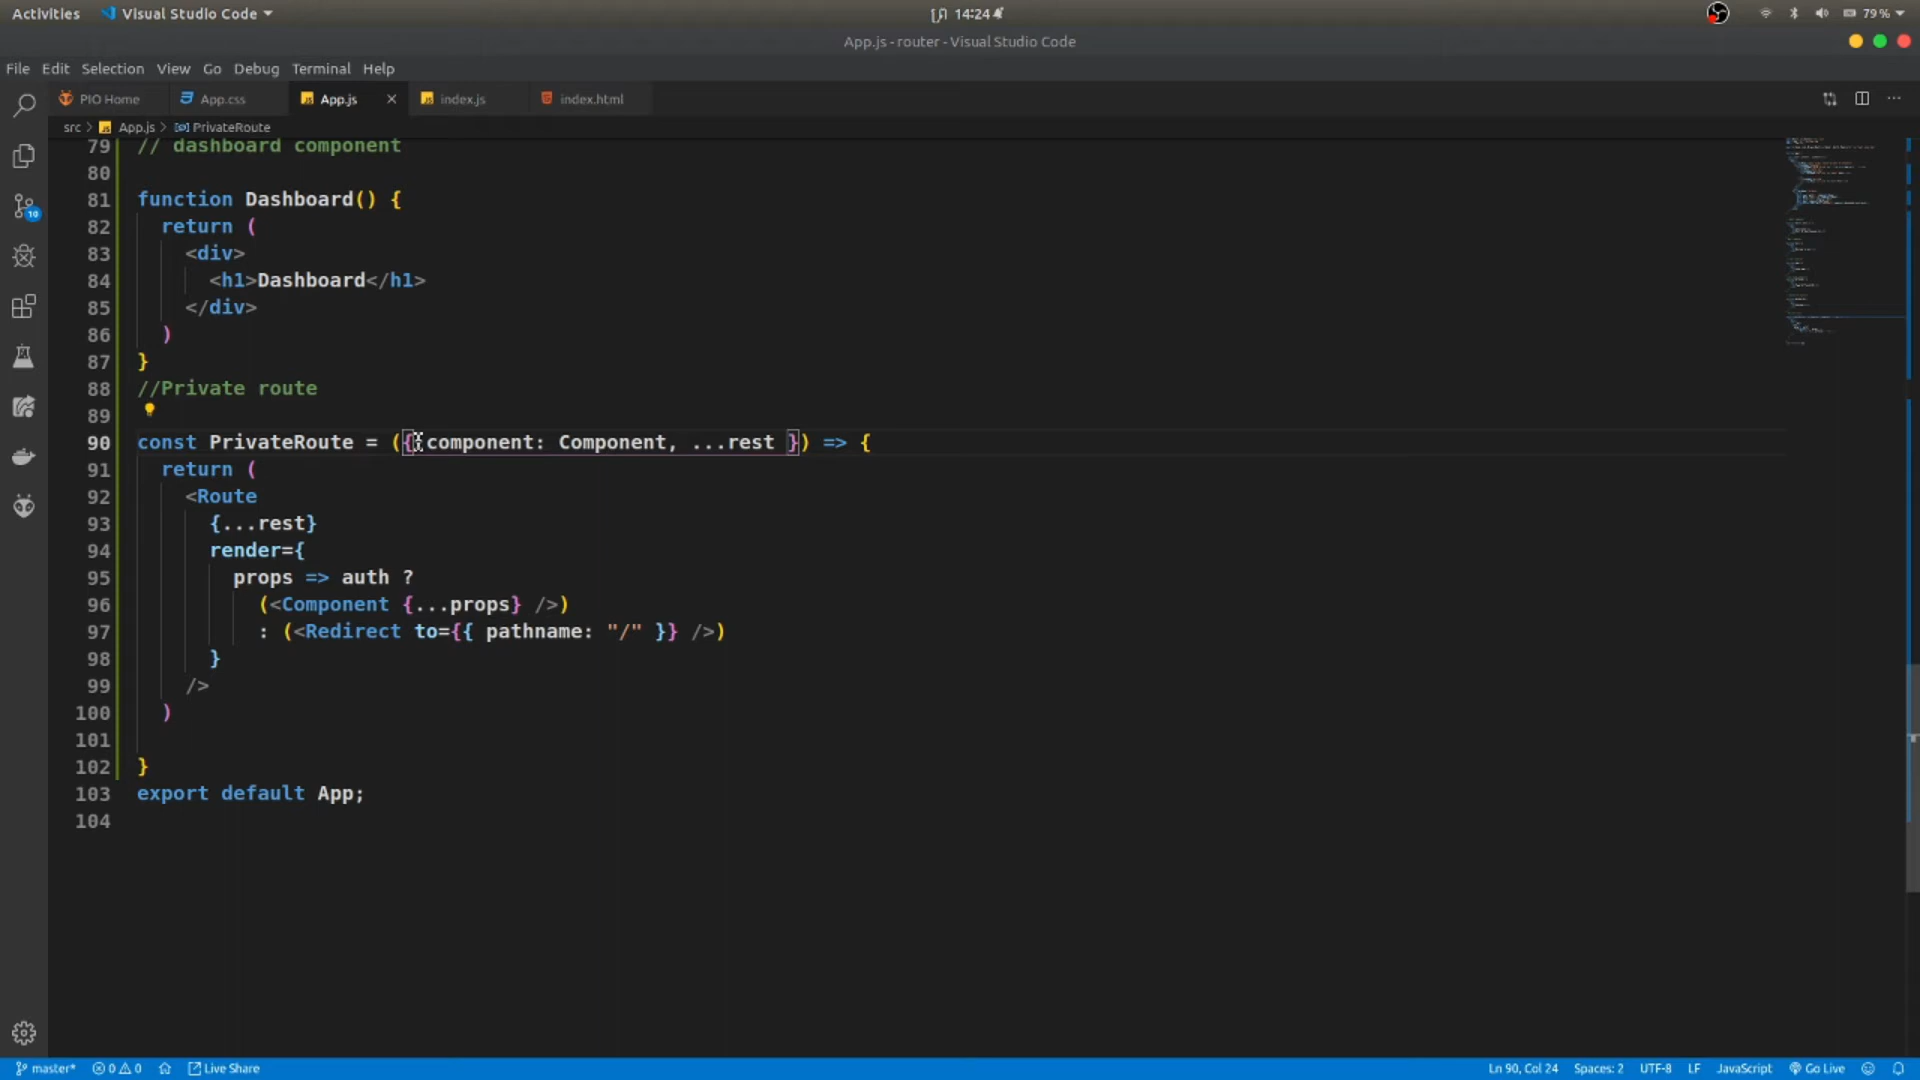 Activities Visual Studio Code 14:24 79 %
App.js - router - Visual Studio Code
File Edit Selection View Go Debug Terminal Help
PIO Home App.css App.js index.js index.html
src > App.js > PrivateRoute
79 // dashboard component
80
81 function Dashboard() {
82 return (
83 <div>
84 <h1>Dashboard</h1>
85 </div>
86 )
87 }
88 //Private route
89
90 const PrivateRoute = ({ component: Component, ...rest }) => {
91 return (
92 <Route
93 {...rest}
94 render={
95 props => auth ?
96 (<Component {...props} />)
97 : (<Redirect to={{ pathname: "/" }} />)
98 }
99 />
100 )
101
102 }
103 export default App;
104
10
master* 0 0 Live Share Ln 90, Col 24 Spaces: 2 UTF-8 LF JavaScript Go Live